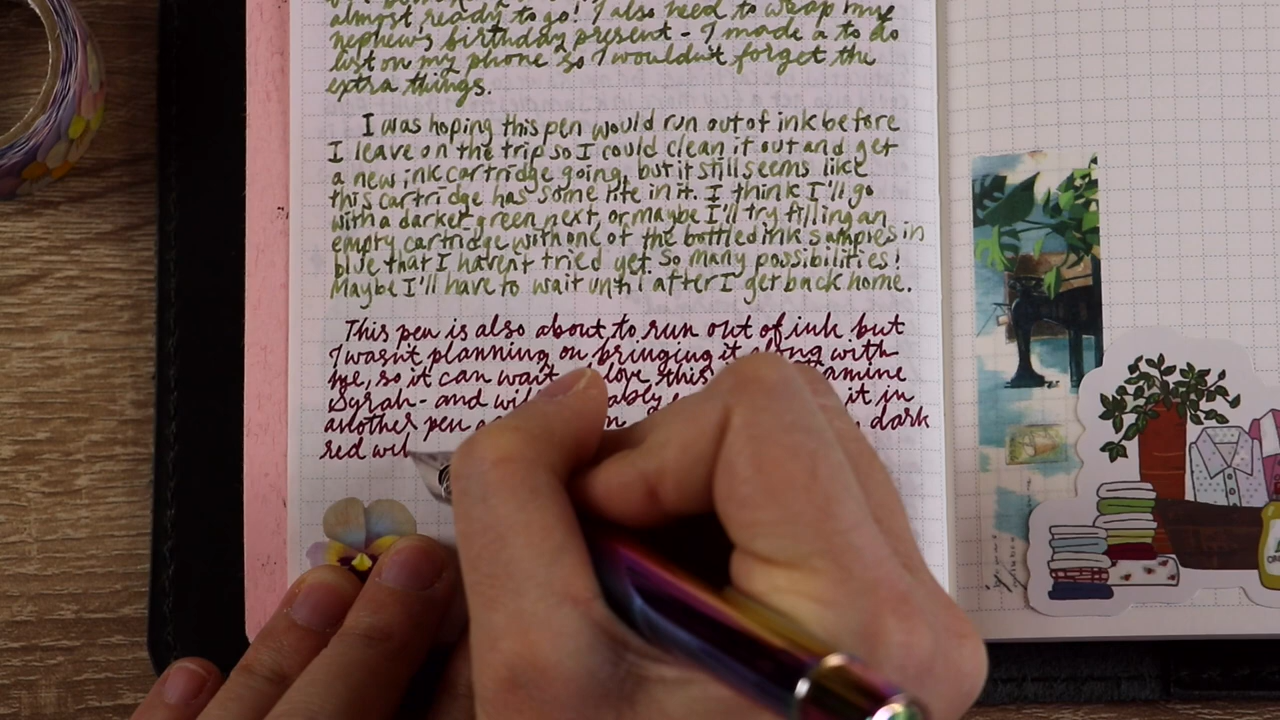 almost ready to go! I also need to wrap my
nephew's birthday present - I made a to do
list on my phone so I wouldn't forget the
extra things.
I was hoping this pen would run out of ink before
I leave on the trip so I could clean it out and get
a new ink cartridge going, but it still seems like
this cartridge has some life in it. I think I'll go
with a darker green next, or maybe I'll try filling an
empty cartridge with one of the bottled ink samples in
blue that I haven't tried yet. So many possibilities!
Maybe I'll have to wait until after I get back home.
This pen is also about to run out of ink but
I wasn't planning on bringing it along with
me, so it can wait. I love this
Syrah - and will it in
another pen dark
red wil